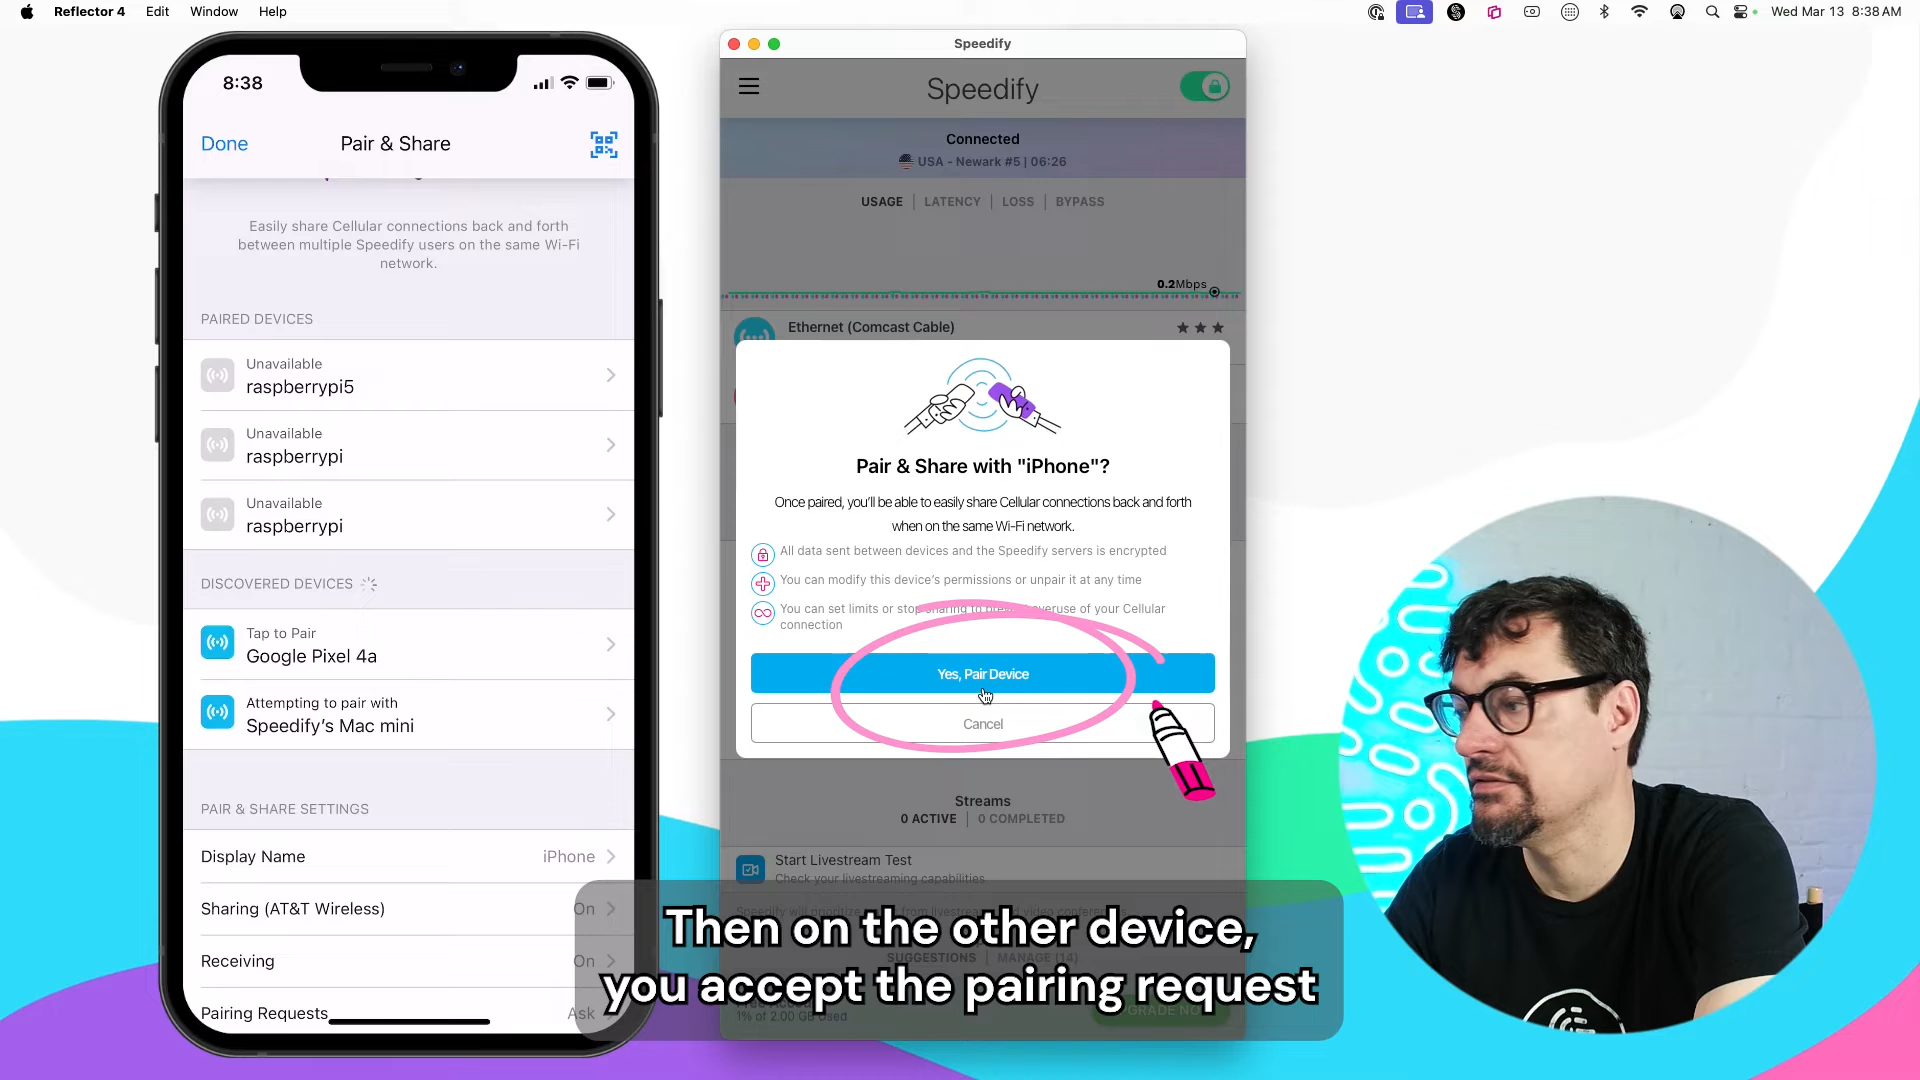 Reflector 4 Edit Window Help
Wed Mar 13 8:38 AM
8:38
Done Pair & Share
Easily share Cellular connections back and forth
between multiple Speedify users on the same Wi-Fi
network.
PAIRED DEVICES
Unavailable
raspberrypi5
Unavailable
raspberrypi
Unavailable
raspberrypi
DISCOVERED DEVICES
Tap to Pair
Google Pixel 4a
Attempting to pair with
Speedify's Mac mini
PAIR & SHARE SETTINGS
Display Name iPhone
Sharing (AT&T Wireless) On
Receiving On
Pairing Requests Ask
Speedify
Speedify
Connected
USA - Newark #5 | 06:26
USAGE | LATENCY | LOSS | BYPASS
0.2Mbps
Ethernet (Comcast Cable)
Pair & Share with "iPhone"?
Once paired, you'll be able to easily share Cellular connections back and forth
when on the same Wi-Fi network.
All data sent between devices and the Speedify servers is encrypted
You can modify this device's permissions or unpair it at any time
You can set limits or stop sharing to prevent overuse of your Cellular
connection
Yes, Pair Device
Cancel
Streams
0 ACTIVE | 0 COMPLETED
Start Livestream Test
Check your livestreaming capabilities
Speedify will prioritize
Then on the other device,
SUGGESTIONS | MANAGE (14)
you accept the pairing request
1% of 2.00 GB Used